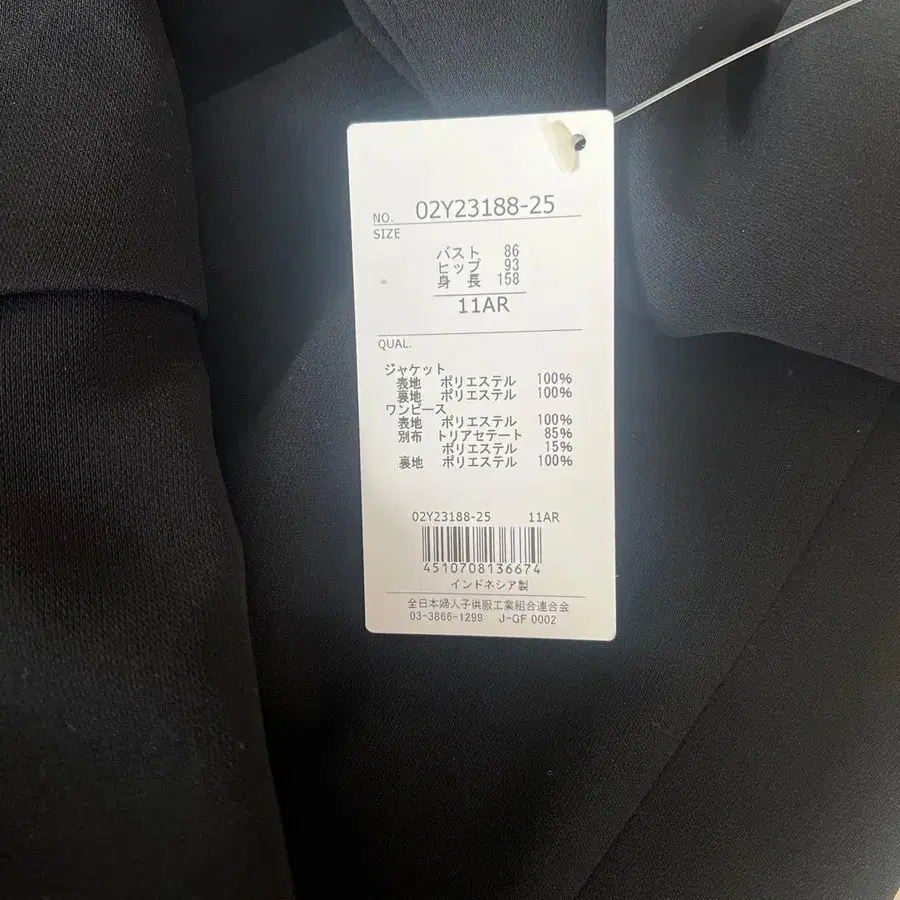 NO. 02Y23188-25
SIZE
バスト 86
ヒップ 93
身 長 158
11AR
QUAL.
ジャケット
表地 ポリエステル 100%
裏地 ポリエステル 100%
ワンピース
表地 ポリエステル 100%
別布 トリアセテート 85%
ポリエステル 15%
裏地 ポリエステル 100%
02Y23188-25 11AR
4510708136674
インドネシア製
全日本婦人子供服工業組合連合会
03-3866-1299 J-GF 0002